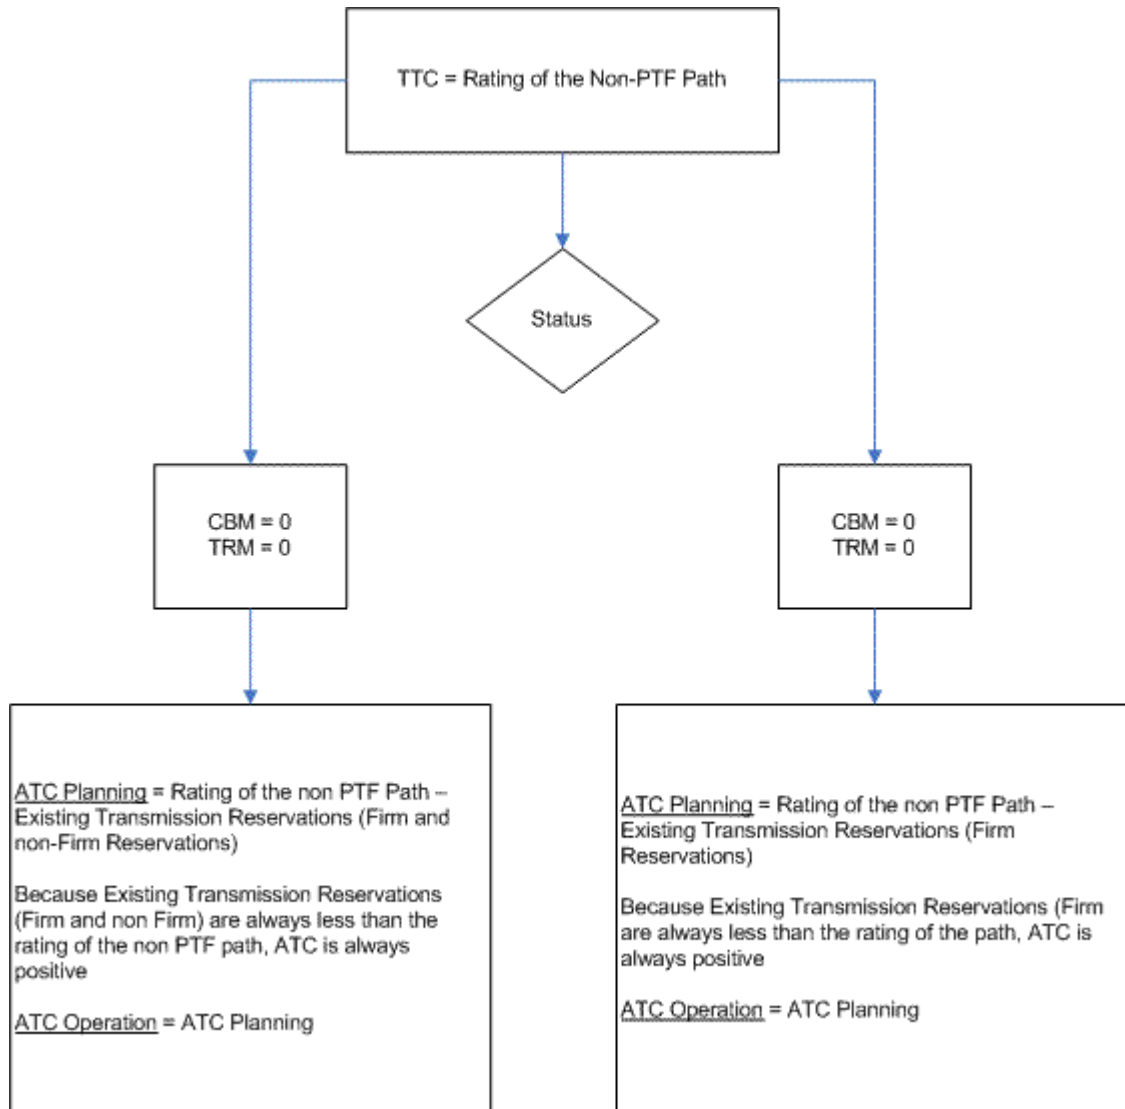 TTC = Rating of the Non-PTF Path
Status
CBM = 0
TRM = 0
CBM = 0
TRM = 0
ATC Planning = Rating of the non PTF Path –
Existing Transmission Reservations (Firm and
non-Firm Reservations)
Because Existing Transmission Reservations
(Firm and non Firm) are always less than the
rating of the non PTF path, ATC is always
positive
ATC Operation = ATC Planning
ATC Planning = Rating of the non PTF Path –
Existing Transmission Reservations (Firm
Reservations)
Because Existing Transmission Reservations (Firm
are always less than the rating of the path, ATC is
always positive
ATC Operation = ATC Planning